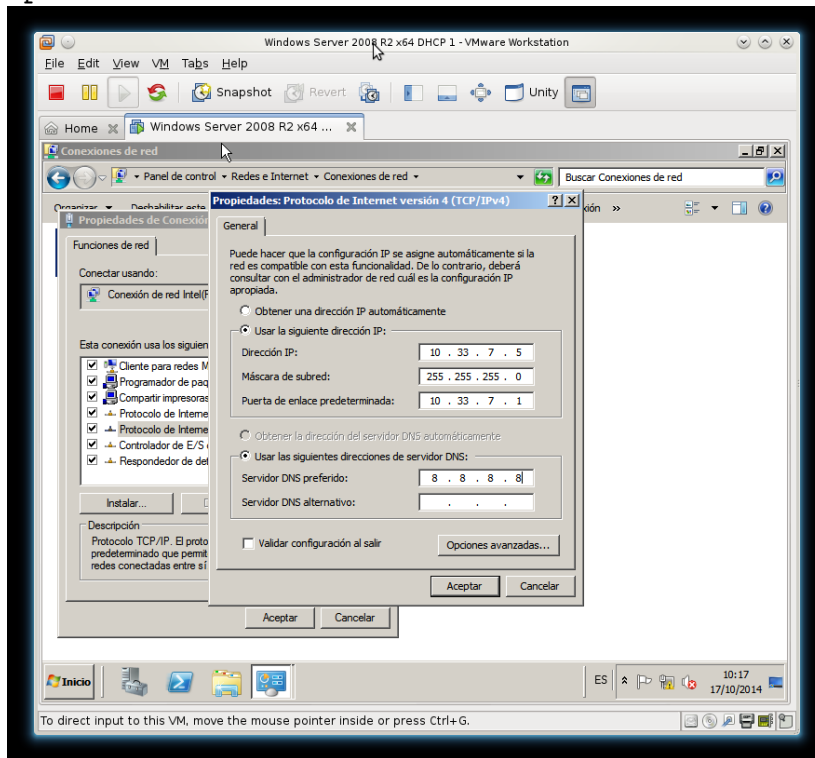 Windows Server 2008 R2 x64 DHCP 1 - VMware Workstation
File Edit View VM Tabs Help
Snapshot Revert Unity
Home Windows Server 2008 R2 x64 ...
Conexiones de red
Panel de control Redes e Internet Conexiones de red Buscar Conexiones de red
Organizar Deshabilitar este
Propiedades de Conexión
Funciones de red
Conectar usando:
Conexión de red Intel(R
Esta conexión usa los siguien
Cliente para redes M
Programador de paq
Compartir impresoras
Protocolo de Interne
Protocolo de Interne
Controlador de E/S
Respondedor de det
Instalar...
Descripción
Protocolo TCP/IP. El proto
predeterminado que permit
redes conectadas entre sí
Aceptar Cancelar
Propiedades: Protocolo de Internet versión 4 (TCP/IPv4)
General
Puede hacer que la configuración IP se asigne automáticamente si la
red es compatible con esta funcionalidad. De lo contrario, deberá
consultar con el administrador de red cuál es la configuración IP
apropiada.
Obtener una dirección IP automáticamente
Usar la siguiente dirección IP:
Dirección IP: 10 . 33 . 7 . 5
Máscara de subred: 255 . 255 . 255 . 0
Puerta de enlace predeterminada: 10 . 33 . 7 . 1
Obtener la dirección del servidor DNS automáticamente
Usar las siguientes direcciones de servidor DNS:
Servidor DNS preferido: 8 . 8 . 8 . 8
Servidor DNS alternativo: . . .
Validar configuración al salir Opciones avanzadas...
Aceptar Cancelar
Inicio ES 10:17
17/10/2014
To direct input to this VM, move the mouse pointer inside or press Ctrl+G.